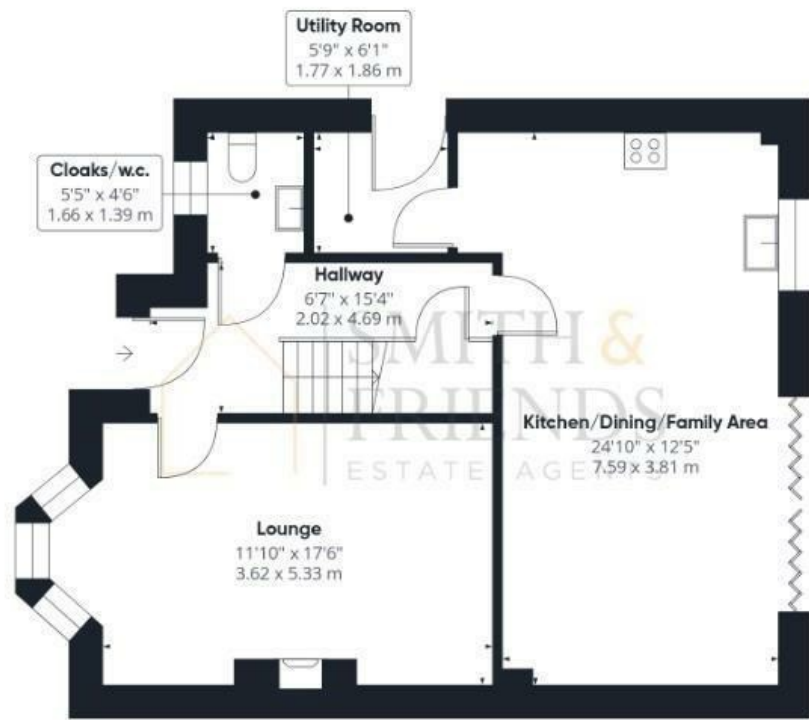 Utility Room
5'9" x 6'1"
1.77 x 1.86 m
Cloaks/w.c.
5'5" x 4'6"
1.66 x 1.39 m
Hallway
6'7" x 15'4"
2.02 x 4.69 m
SMITH &
FRIENDS
ESTATE AGENTS
Kitchen/Dining/Family Area
24'10" x 12'5"
7.59 x 3.81 m
Lounge
11'10" x 17'6"
3.62 x 5.33 m